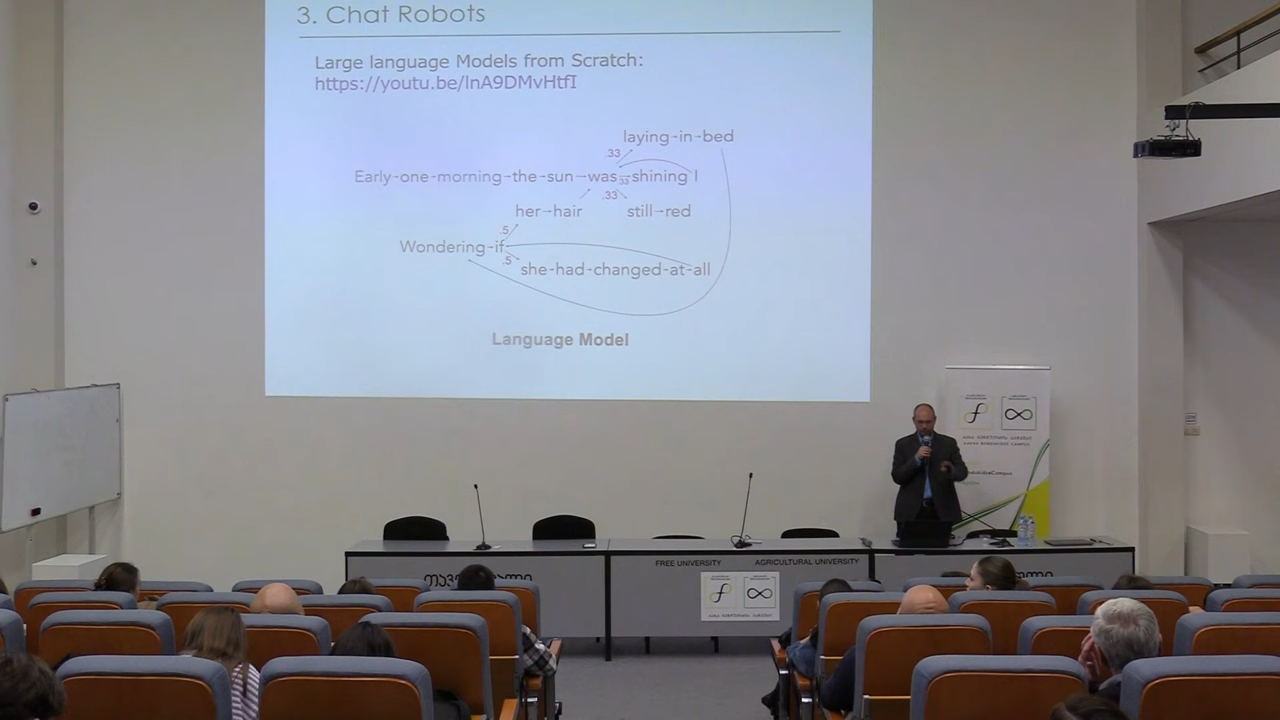 3. Chat Robots
Large language Models from Scratch:
https://youtu.be/lnA9DMvHtfI
laying-in-bed
.33
Early-one-morning-the-sun-was .33 shining I
.33
her-hair
still-red
.5
Wondering-if
.5
she-had-changed-at-all
Language Model
FREE UNIVERSITY
AGRICULTURAL UNIVERSITY